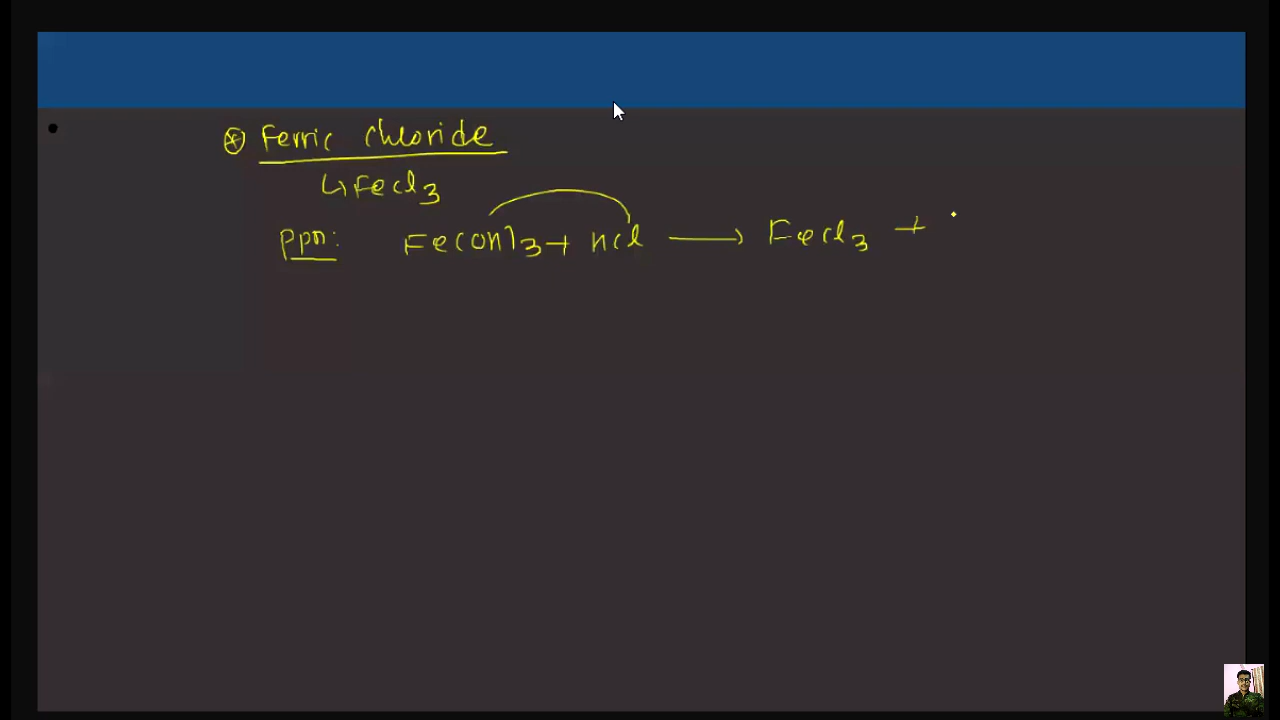 Ferric chloride
↳ FeCl3
Ppn: Fe(OH)3 + HCl ⟶ FeCl3 +